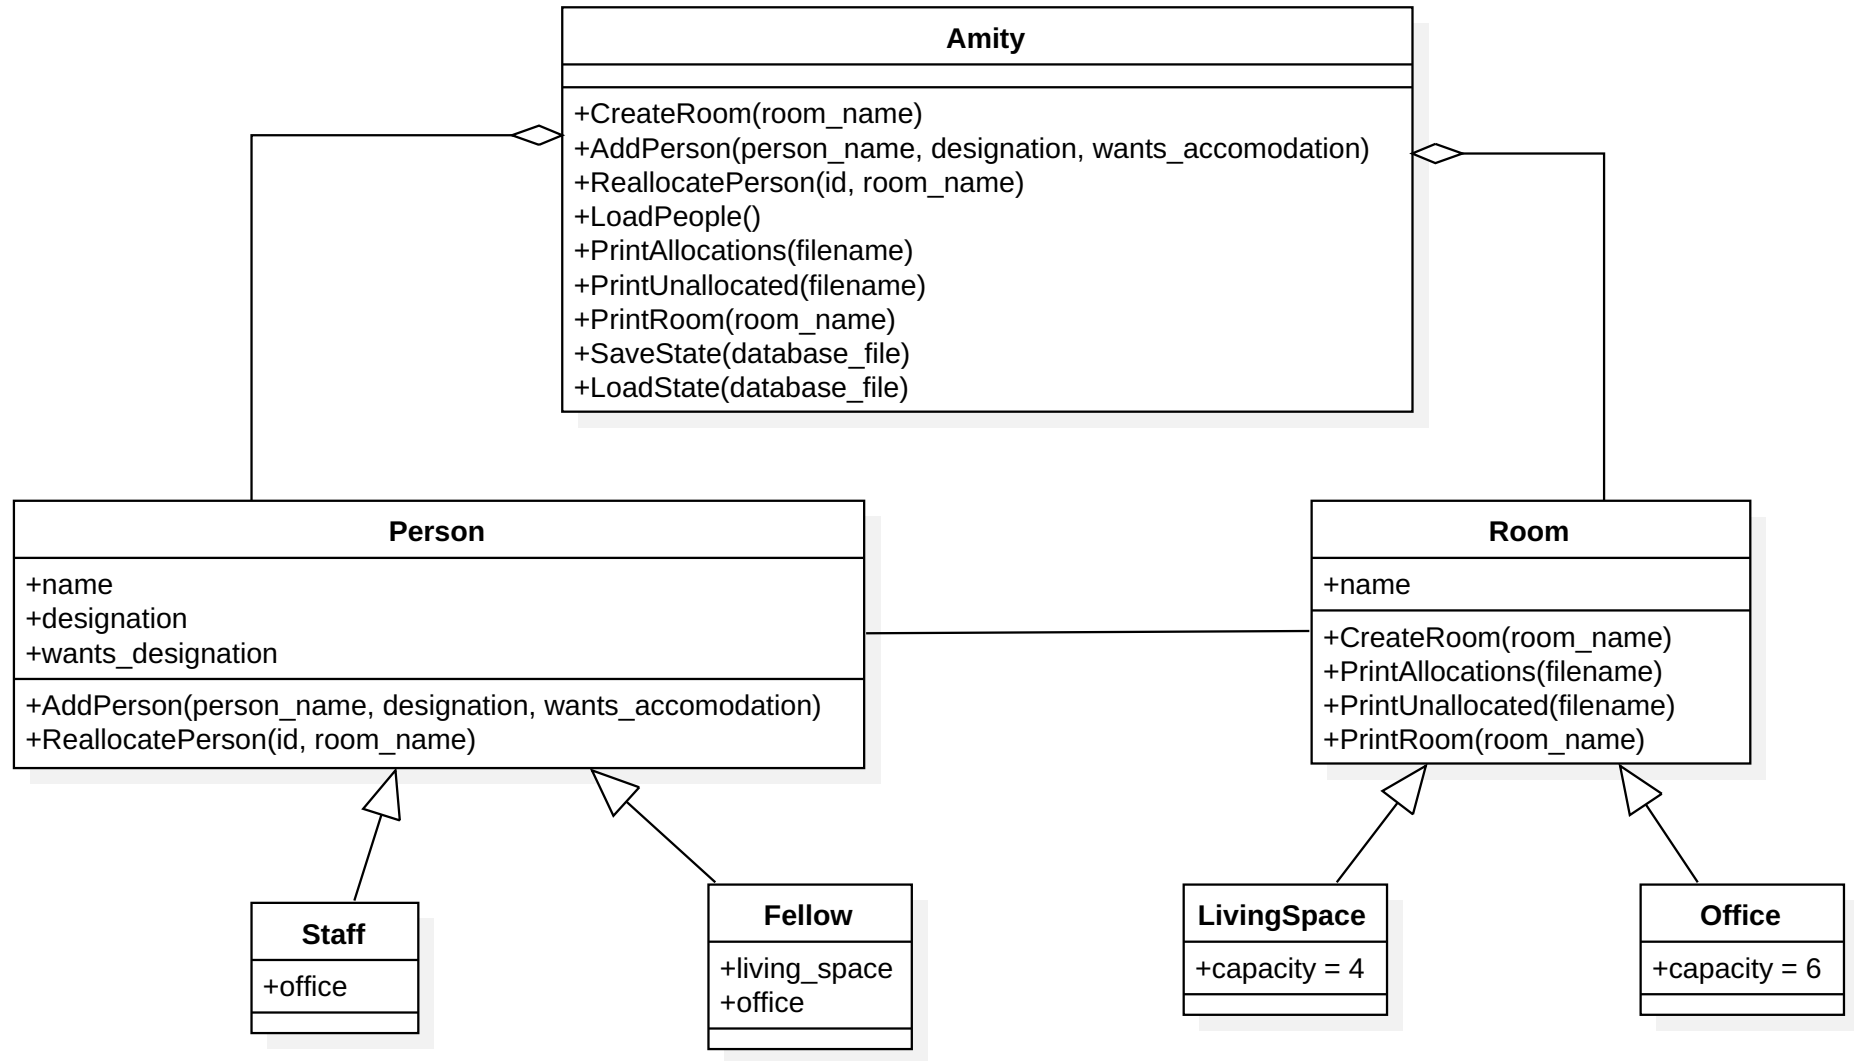 Amity
+CreateRoom(room_name)
+AddPerson(person_name, designation, wants_accomodation)
+ReallocatePerson(id, room_name)
+LoadPeople()
+PrintAllocations(filename)
+PrintUnallocated(filename)
+PrintRoom(room_name)
+SaveState(database_file)
+LoadState(database_file)
Person
+name
+designation
+wants_designation
+AddPerson(person_name, designation, wants_accomodation)
+ReallocatePerson(id, room_name)
Room
+name
+CreateRoom(room_name)
+PrintAllocations(filename)
+PrintUnallocated(filename)
+PrintRoom(room_name)
Staff
+office
Fellow
+living_space
+office
LivingSpace
+capacity = 4
Office
+capacity = 6